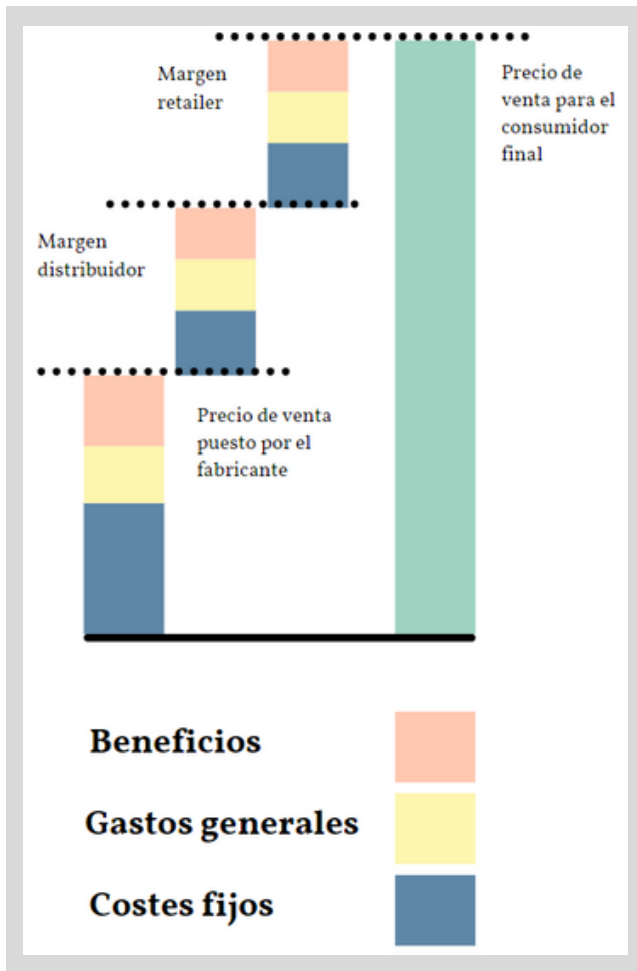 Margen
retailer
Precio de
venta para el
consumidor
final
Margen
distribuidor
Precio de venta
puesto por el
fabricante
Beneficios
Gastos generales
Costes fijos